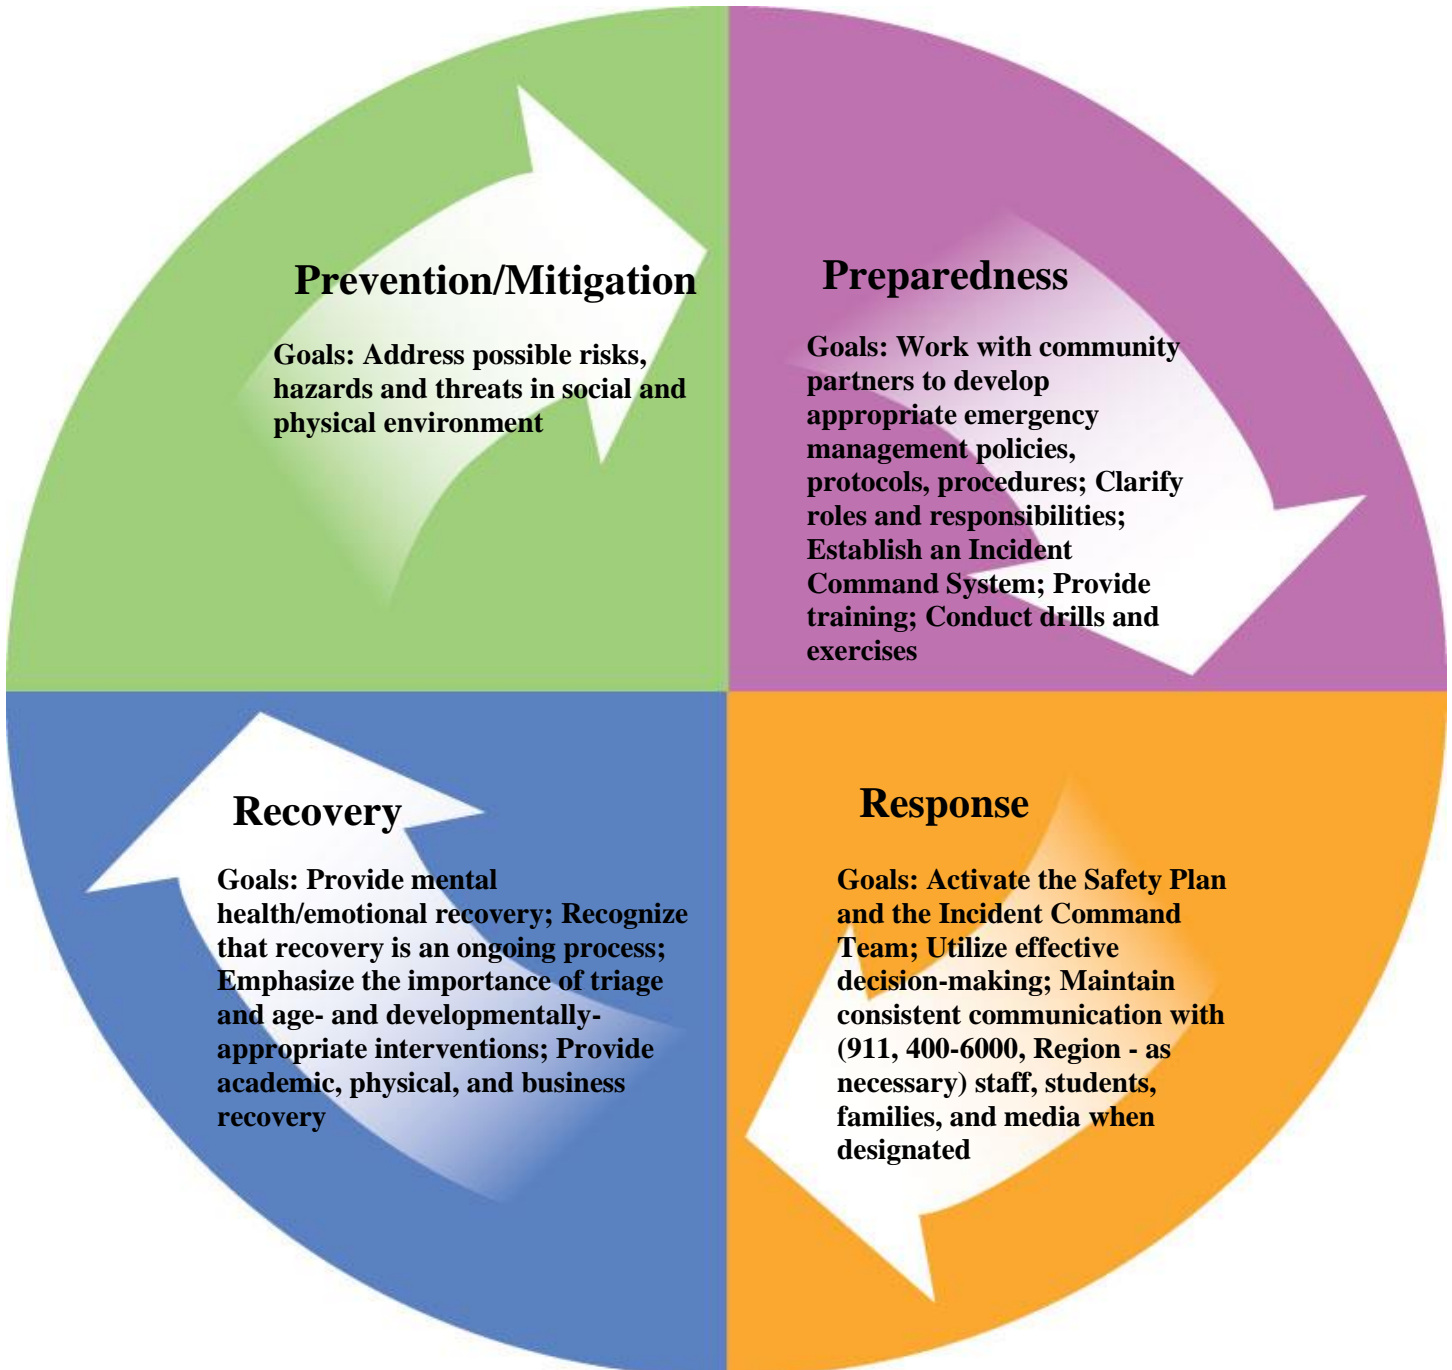 Prevention/Mitigation
Goals: Address possible risks,
hazards and threats in social and
physical environment
Preparedness
Goals: Work with community
partners to develop
appropriate emergency
management policies,
protocols, procedures; Clarify
roles and responsibilities;
Establish an Incident
Command System; Provide
training; Conduct drills and
exercises
Recovery
Goals: Provide mental
health/emotional recovery; Recognize
that recovery is an ongoing process;
Emphasize the importance of triage
and age- and developmentally-
appropriate interventions; Provide
academic, physical, and business
recovery
Response
Goals: Activate the Safety Plan
and the Incident Command
Team; Utilize effective
decision-making; Maintain
consistent communication with
(911, 400-6000, Region - as
necessary) staff, students,
families, and media when
designated